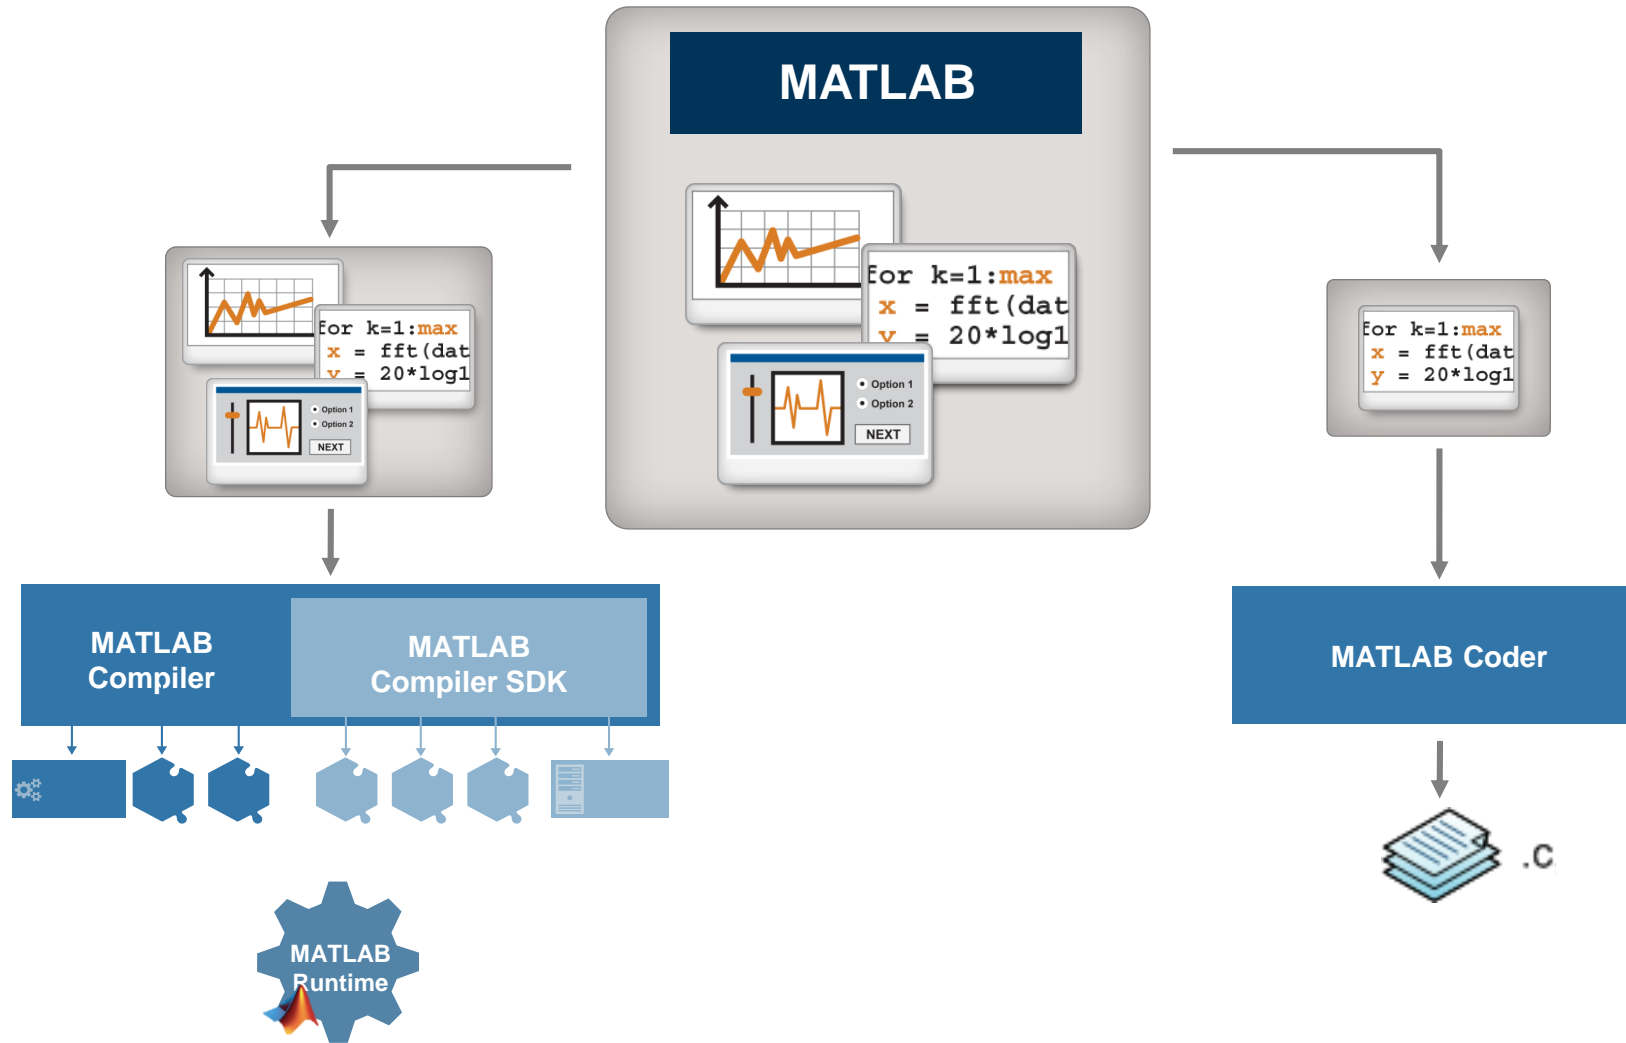 MATLAB
for k=1:max
x = fft(dat
y = 20*log1
Option 1
Option 2
NEXT
for k=1:max
x = fft(dat
y = 20*log1
Option 1
Option 2
NEXT
for k=1:max
x = fft(dat
y = 20*log1
MATLAB
Compiler
MATLAB
Compiler SDK
MATLAB Coder
.c
MATLAB
Runtime